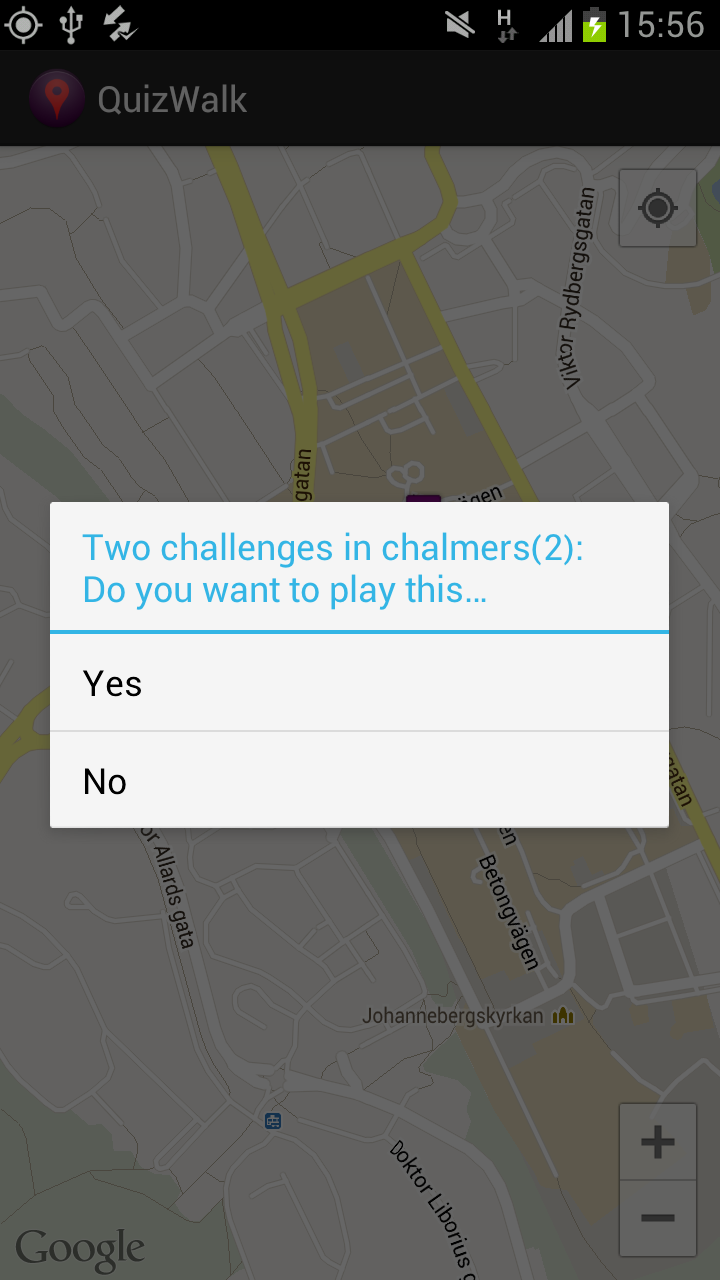 H
15:56
QuizWalk
Viktor Rydbergsgatan
gatan
vägen
Two challenges in chalmers(2):
Do you want to play this...
Yes
No
gatan
or Allards gata
en
Betongvägen
Johannebergskyrkan
Doktor Liborius g
Google